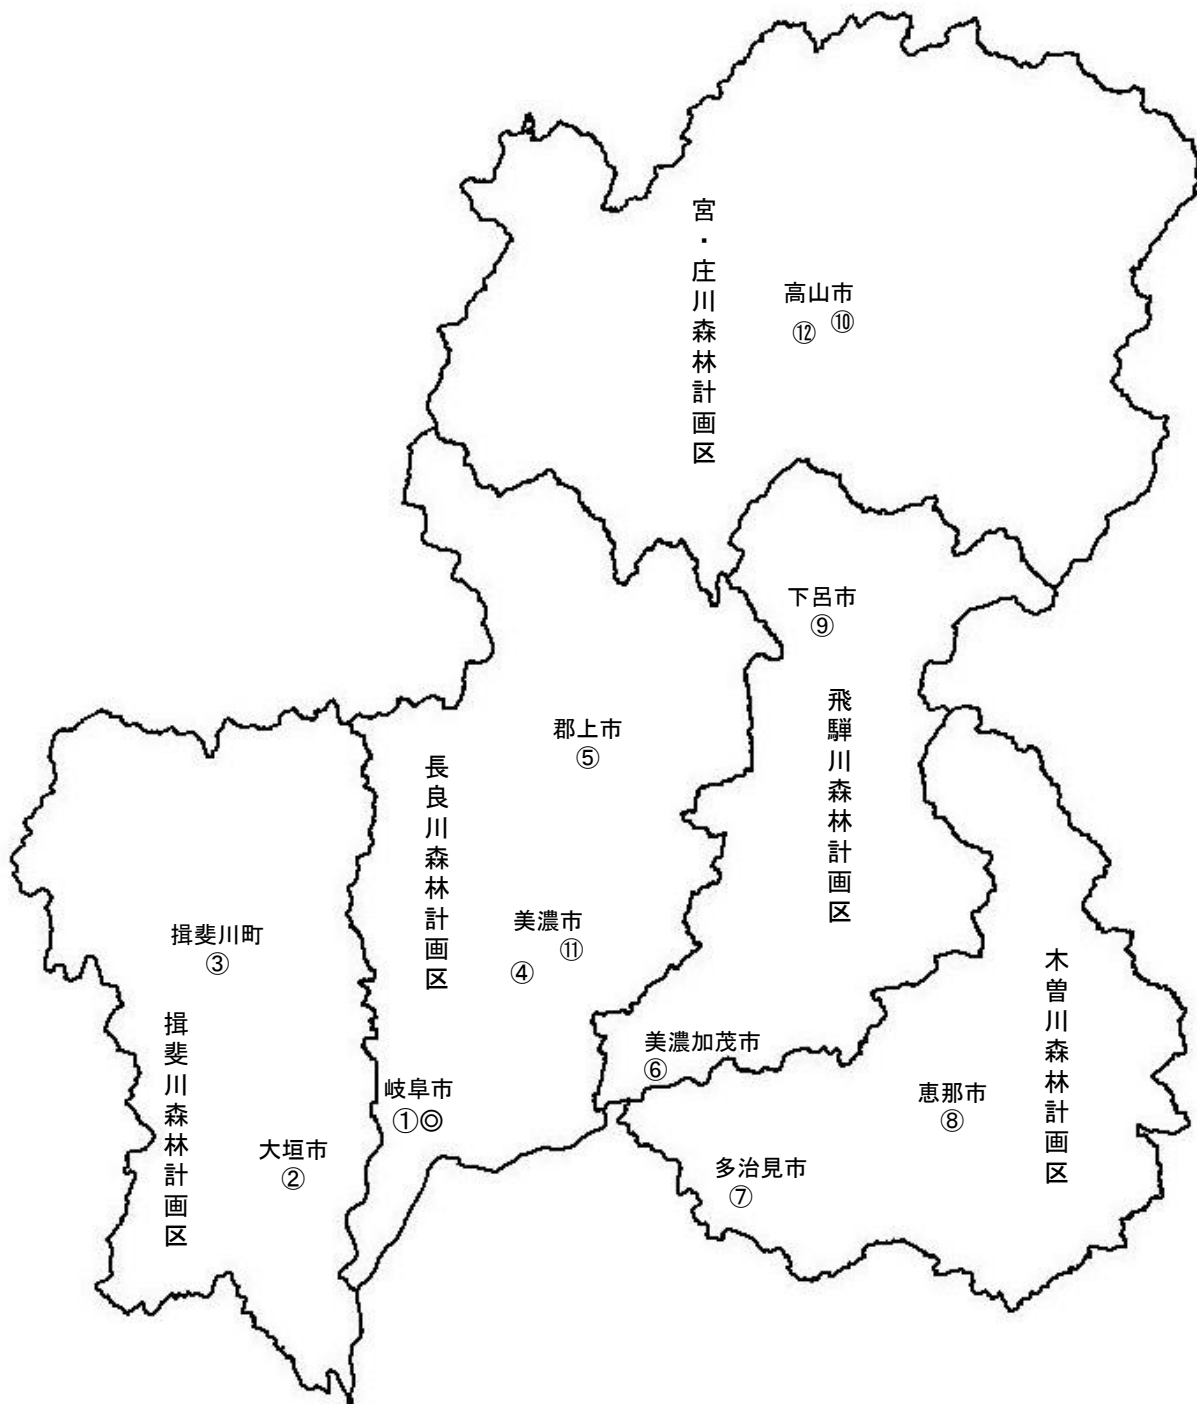 宮・庄川森林計画区
高山市
⑫ ⑩
下呂市
⑨
飛騨川森林計画区
郡上市
⑤
長良川森林計画区
美濃市
⑪
④
揖斐川町
③
揖斐川森林計画区
木曽川森林計画区
美濃加茂市
⑥
岐阜市
①◎
恵那市
⑧
大垣市
②
多治見市
⑦